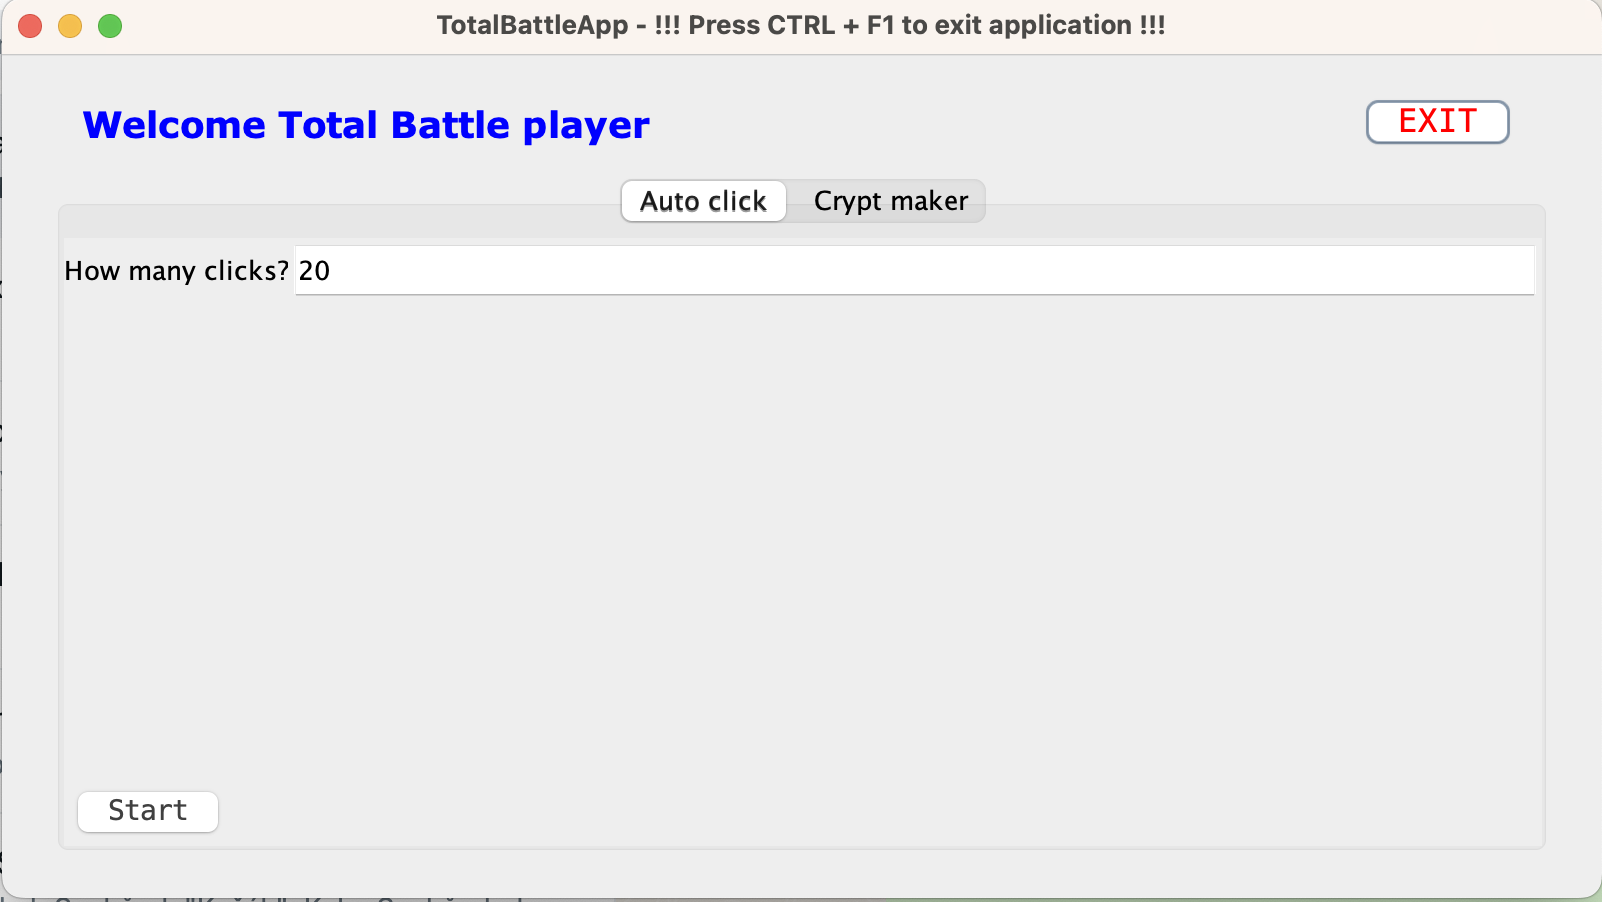 TotalBattleApp - !!! Press CTRL + F1 to exit application !!!
Welcome Total Battle player
EXIT
Auto click
Crypt maker
How many clicks? 20
Start